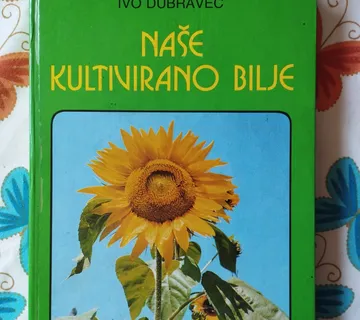 IVO DUBRAVEC
NAŠE
KULTIVIRANO BILJE